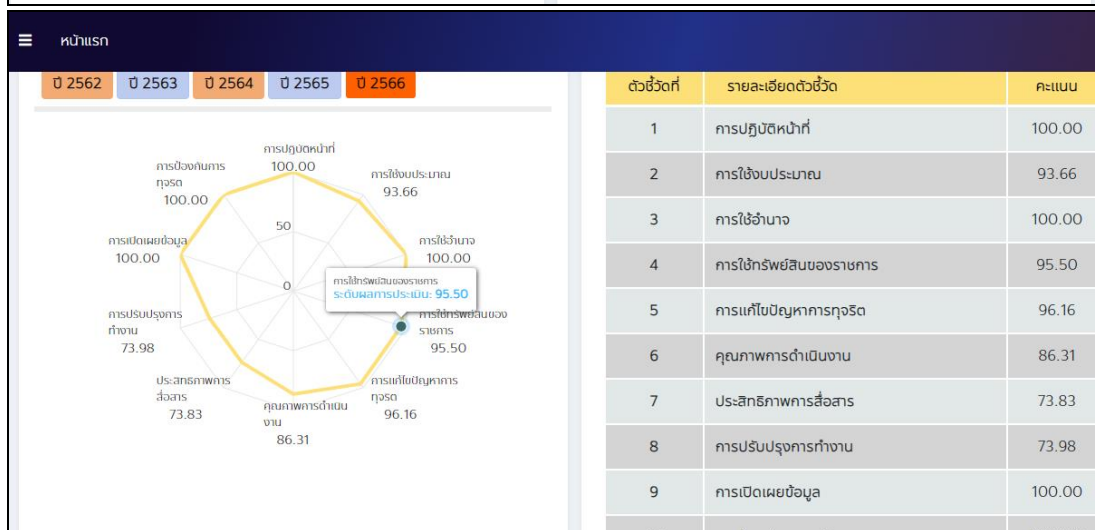 หน้าแรก
ปี 2562 ปี 2563 ปี 2564 ปี 2565 ปี 2566
การปฏิบัติหน้าที่
100.00
การใช้งบประมาณ
93.66
การใช้อำนาจ
100.00
การใช้ทรัพย์สินของราชการ
ระดับผลการประเมิน: 95.50
การใช้ทรัพย์สินของ
ราชการ
95.50
การแก้ไขปัญหาการ
ทุจริต
96.16
คุณภาพการดำเนิน
งาน
86.31
ประสิทธิภาพการ
สื่อสาร
73.83
การปรับปรุงการ
ทำงาน
73.98
การเปิดเผยข้อมูล
100.00
การป้องกันการ
ทุจริต
100.00
50
0
ตัวชี้วัดที่ รายละเอียดตัวชี้วัด คะแนน
1 การปฏิบัติหน้าที่ 100.00
2 การใช้งบประมาณ 93.66
3 การใช้อำนาจ 100.00
4 การใช้ทรัพย์สินของราชการ 95.50
5 การแก้ไขปัญหาการทุจริต 96.16
6 คุณภาพการดำเนินงาน 86.31
7 ประสิทธิภาพการสื่อสาร 73.83
8 การปรับปรุงการทำงาน 73.98
9 การเปิดเผยข้อมูล 100.00